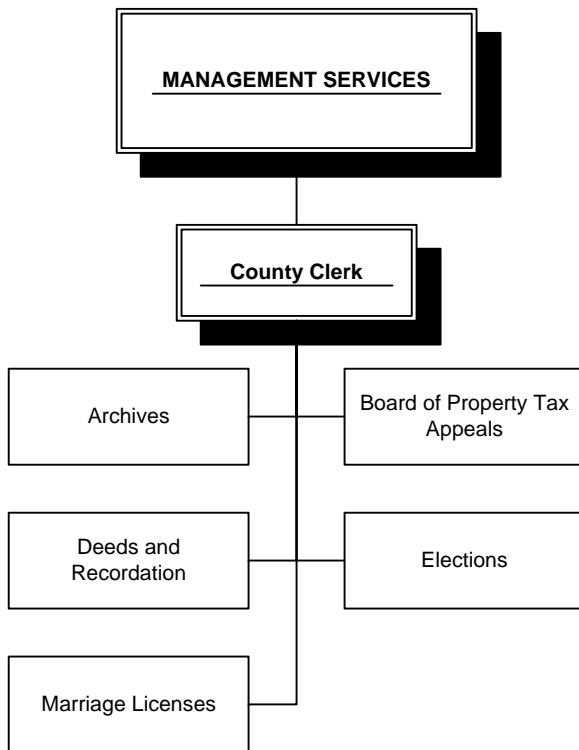 MANAGEMENT SERVICES
County Clerk
Archives
Board of Property Tax
Appeals
Deeds and
Recordation
Elections
Marriage Licenses